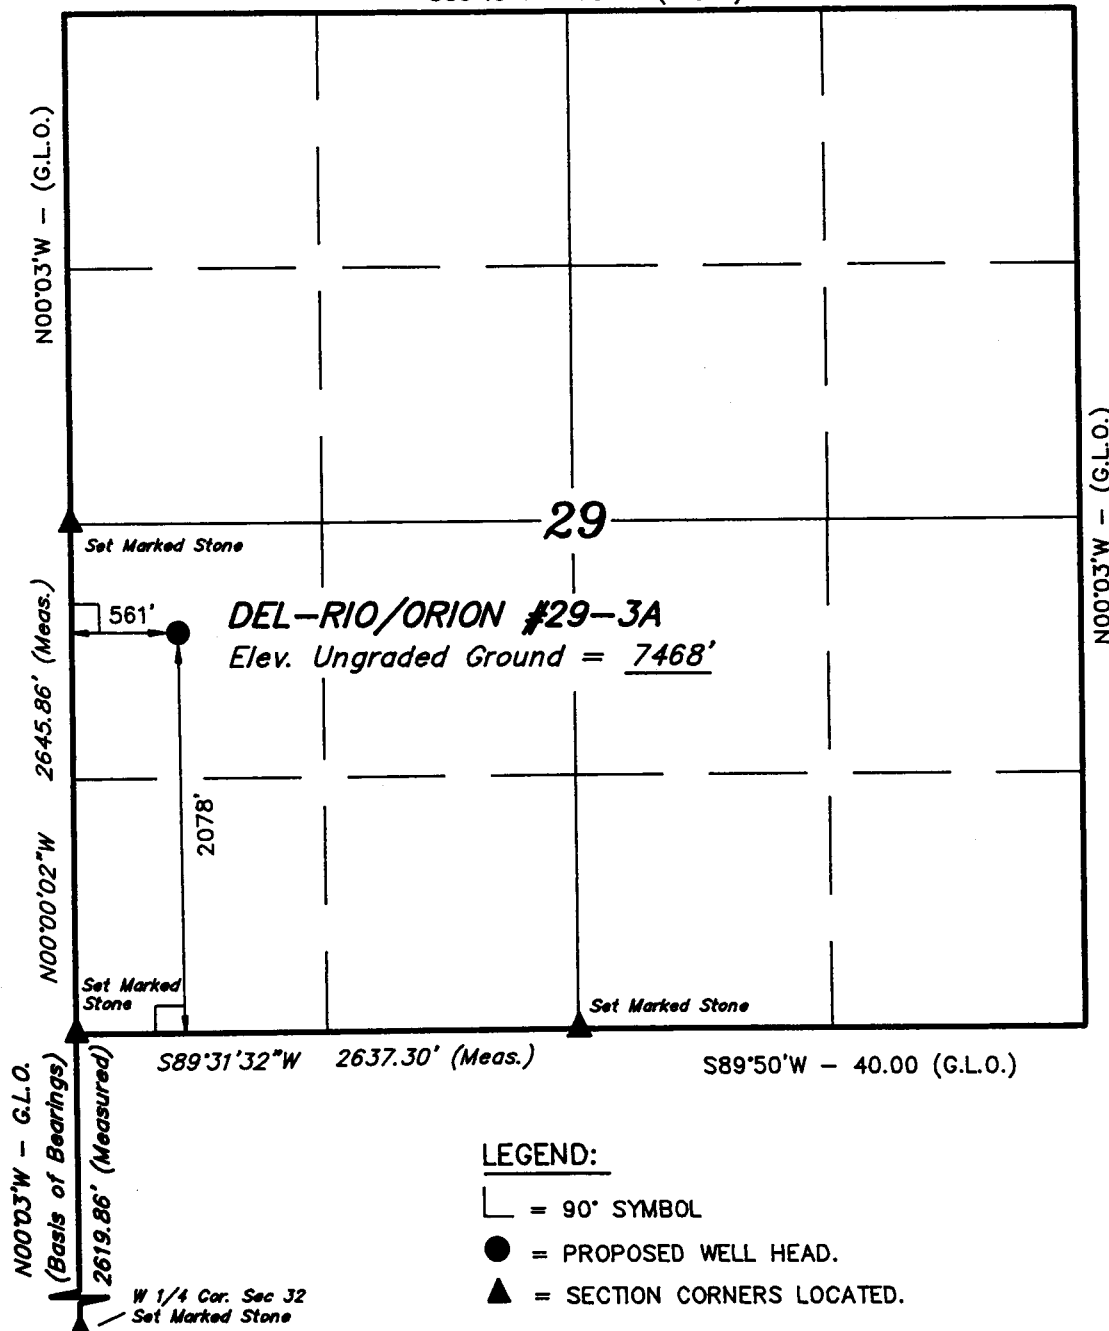 N00°03'W – (G.L.O.)
N00°03'W – (G.L.O.)
29
Set Marked Stone
561'
DEL–RIO/ORION #29–3A
Elev. Ungraded Ground = 7468'
2078'
N00°00'02"W 2645.86' (Meas.)
Set Marked
Stone
Set Marked Stone
S89°31'32"W 2637.30' (Meas.)
S89°50'W – 40.00 (G.L.O.)
N00°03'W – G.L.O.
(Basis of Bearings)
2619.86' (Measured)
W 1/4 Cor. Sec 32
Set Marked Stone
LEGEND:
= 90° SYMBOL
= PROPOSED WELL HEAD.
= SECTION CORNERS LOCATED.